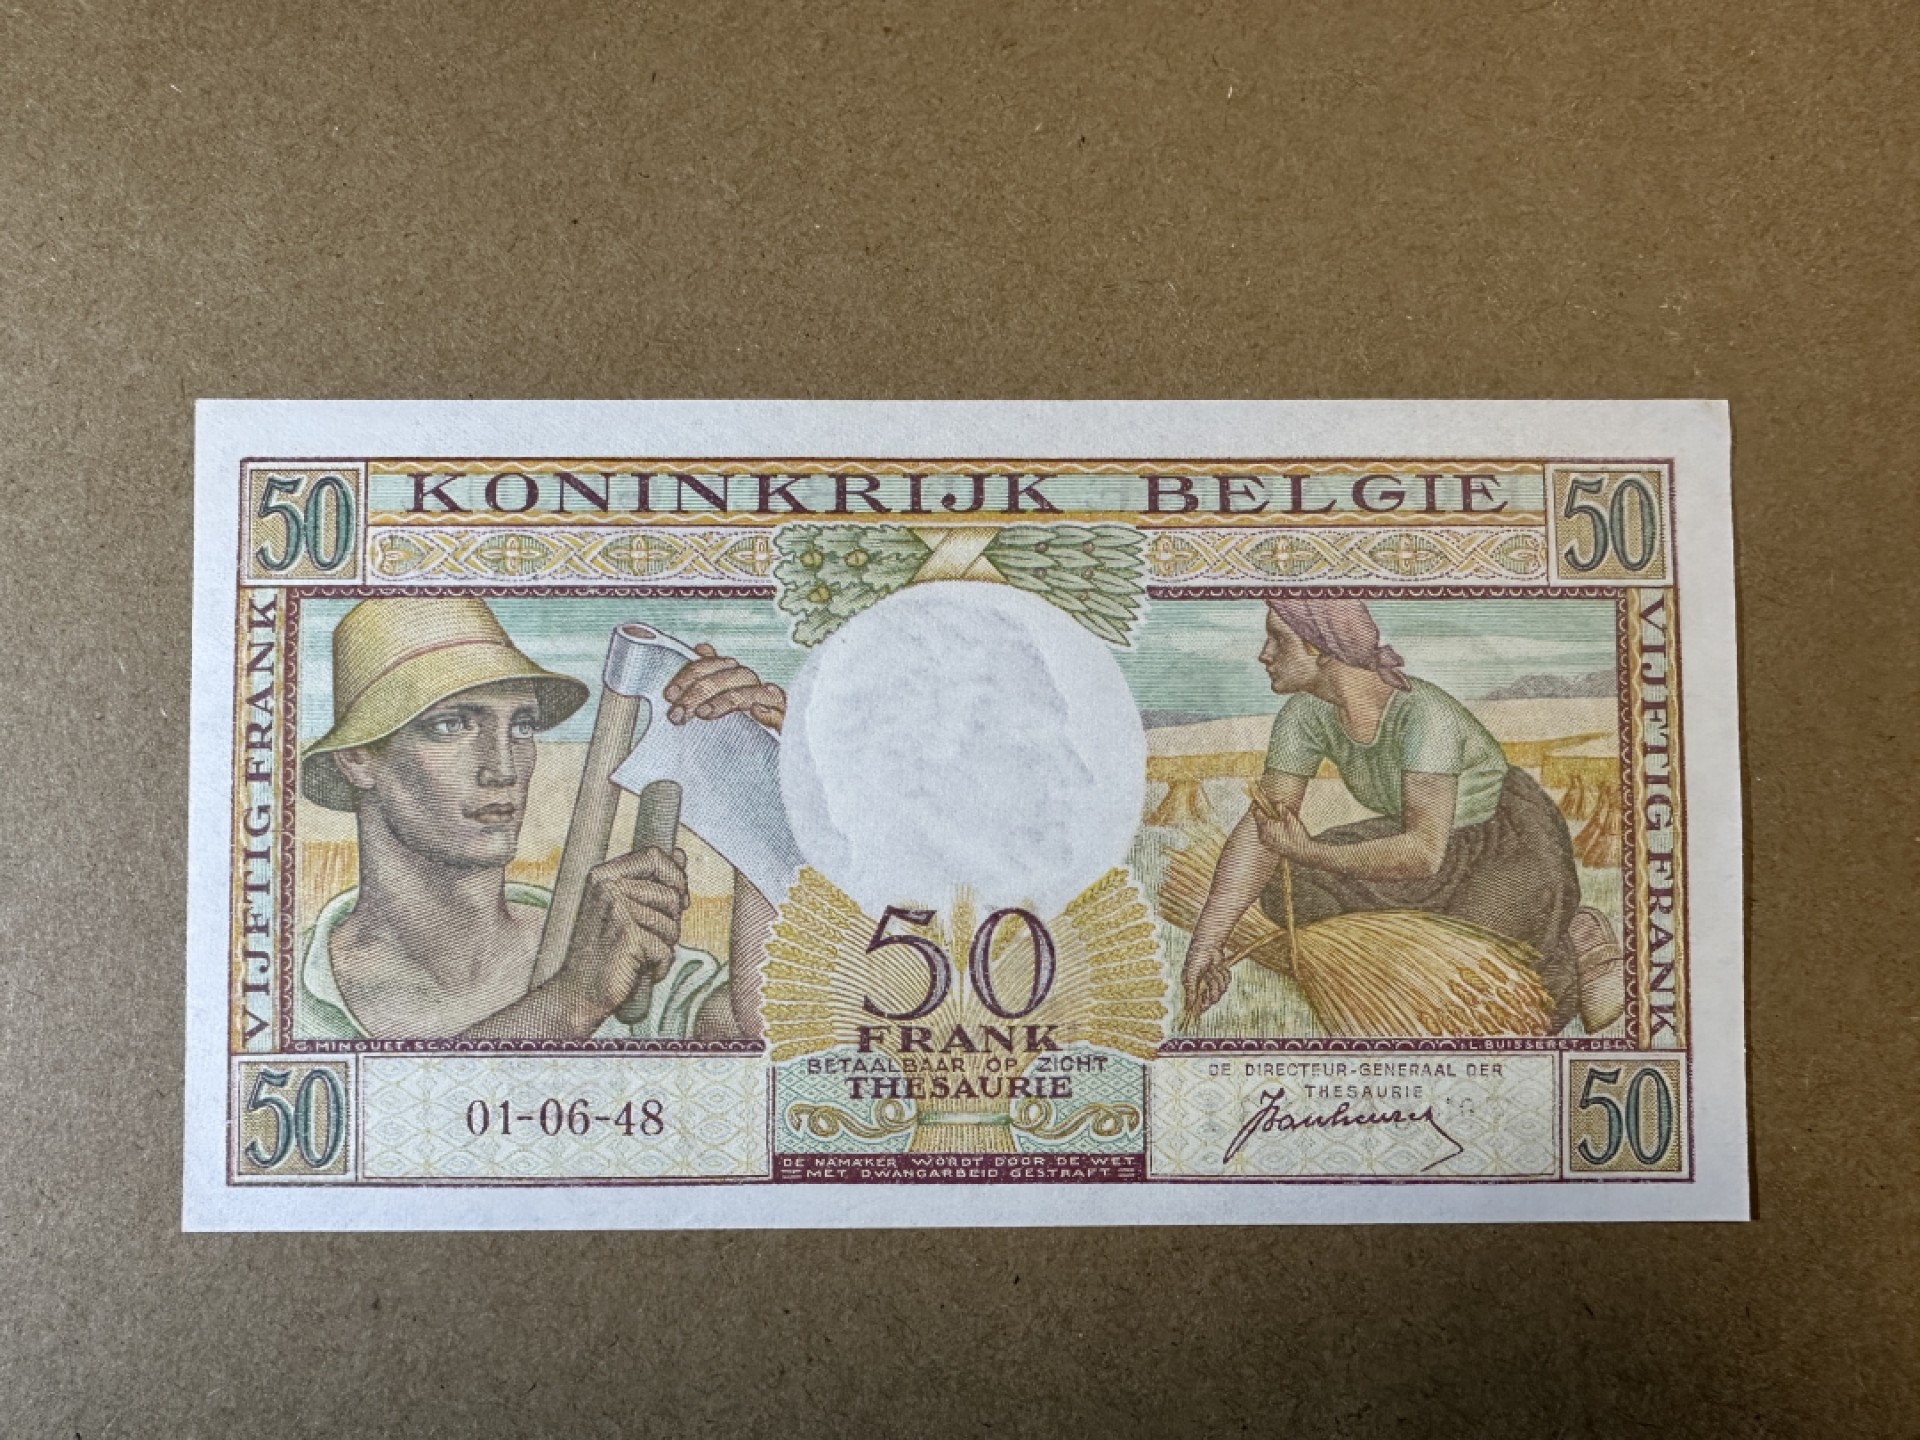 50 KONINKRIJK BELGIE 50
VIJFTIG FRANK
VIJFTIG FRANK
50
FRANK
BETAALBAAR OP ZICHT
THESAURIE
G. MINGUET. SC.
L. BUISSERET, DEL.
50
01-06-48
DE DIRECTEUR-GENERAAL DER
THESAURIE
50
DE NAMAKER WORDT DOOR DE WET
MET DWANGARBEID GESTRAFT